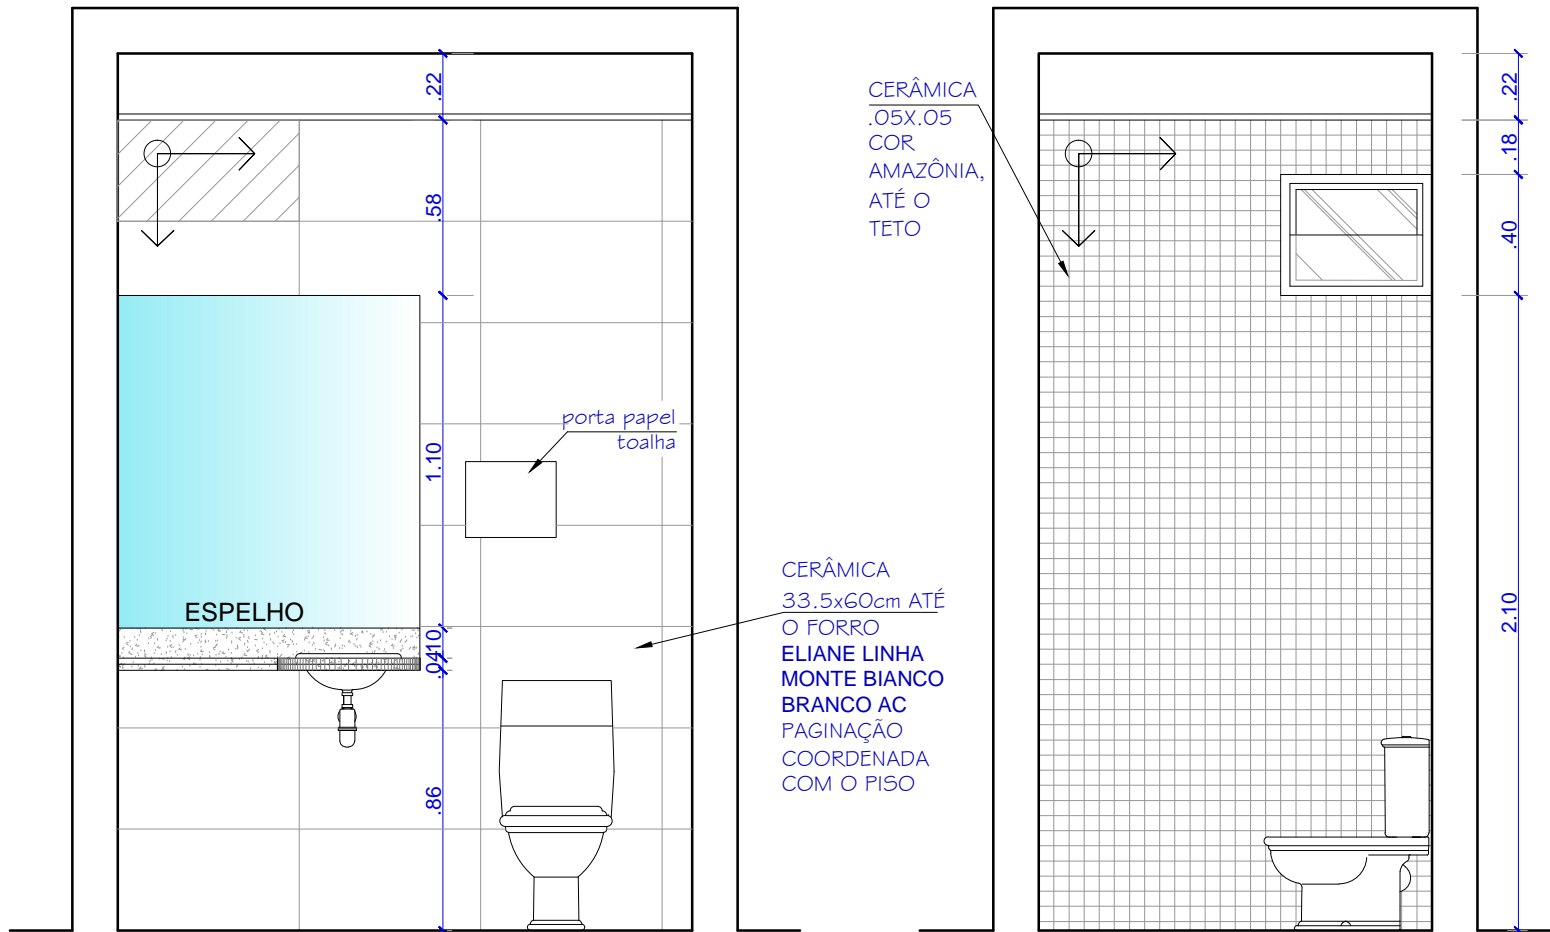 .22
.58
1.10
.10
.04
.86
ESPELHO
porta papel
toalha
CERÂMICA
33.5x60cm ATÉ
O FORRO
ELIANE LINHA
MONTE BIANCO
BRANCO AC
PAGINAÇÃO
COORDENADA
COM O PISO
CERÂMICA
.05X.05
COR
AMAZÔNIA,
ATÉ O
TETO
.22
.18
.40
2.10